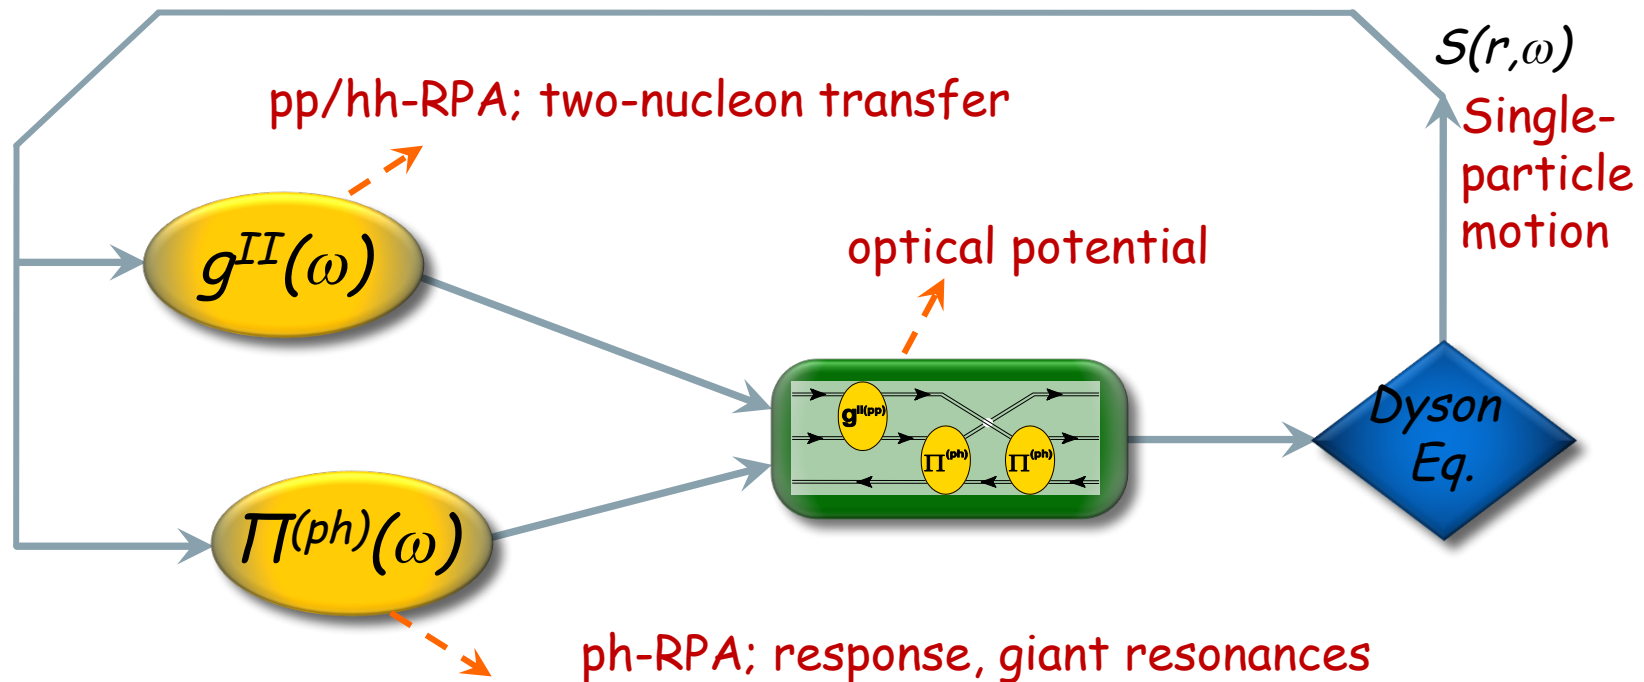 S(r,ω)
pp/hh-RPA; two-nucleon transfer
Single-
particle
motion
optical potential
g^II(ω)
g^II(pp)
Π^(ph)
Π^(ph)
Dyson
Eq.
Π^(ph)(ω)
ph-RPA; response, giant resonances